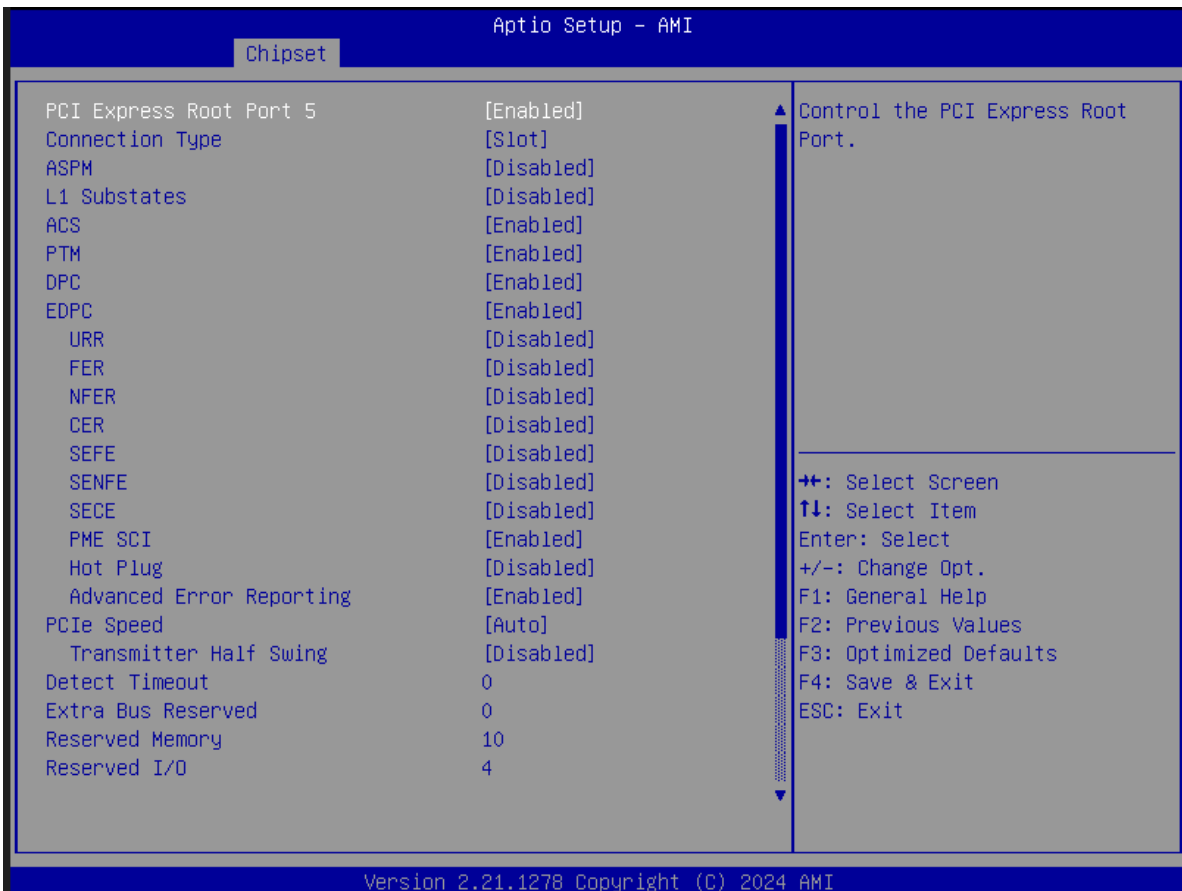 Aptio Setup – AMI
Chipset
PCI Express Root Port 5 [Enabled]
Connection Type [Slot]
ASPM [Disabled]
L1 Substates [Disabled]
ACS [Enabled]
PTM [Enabled]
DPC [Enabled]
EDPC [Enabled]
URR [Disabled]
FER [Disabled]
NFER [Disabled]
CER [Disabled]
SEFE [Disabled]
SENFE [Disabled]
SECE [Disabled]
PME SCI [Enabled]
Hot Plug [Disabled]
Advanced Error Reporting [Enabled]
PCIe Speed [Auto]
Transmitter Half Swing [Disabled]
Detect Timeout 0
Extra Bus Reserved 0
Reserved Memory 10
Reserved I/O 4
Control the PCI Express Root
Port.
→←: Select Screen
↑↓: Select Item
Enter: Select
+/-: Change Opt.
F1: General Help
F2: Previous Values
F3: Optimized Defaults
F4: Save & Exit
ESC: Exit
Version 2.21.1278 Copyright (C) 2024 AMI